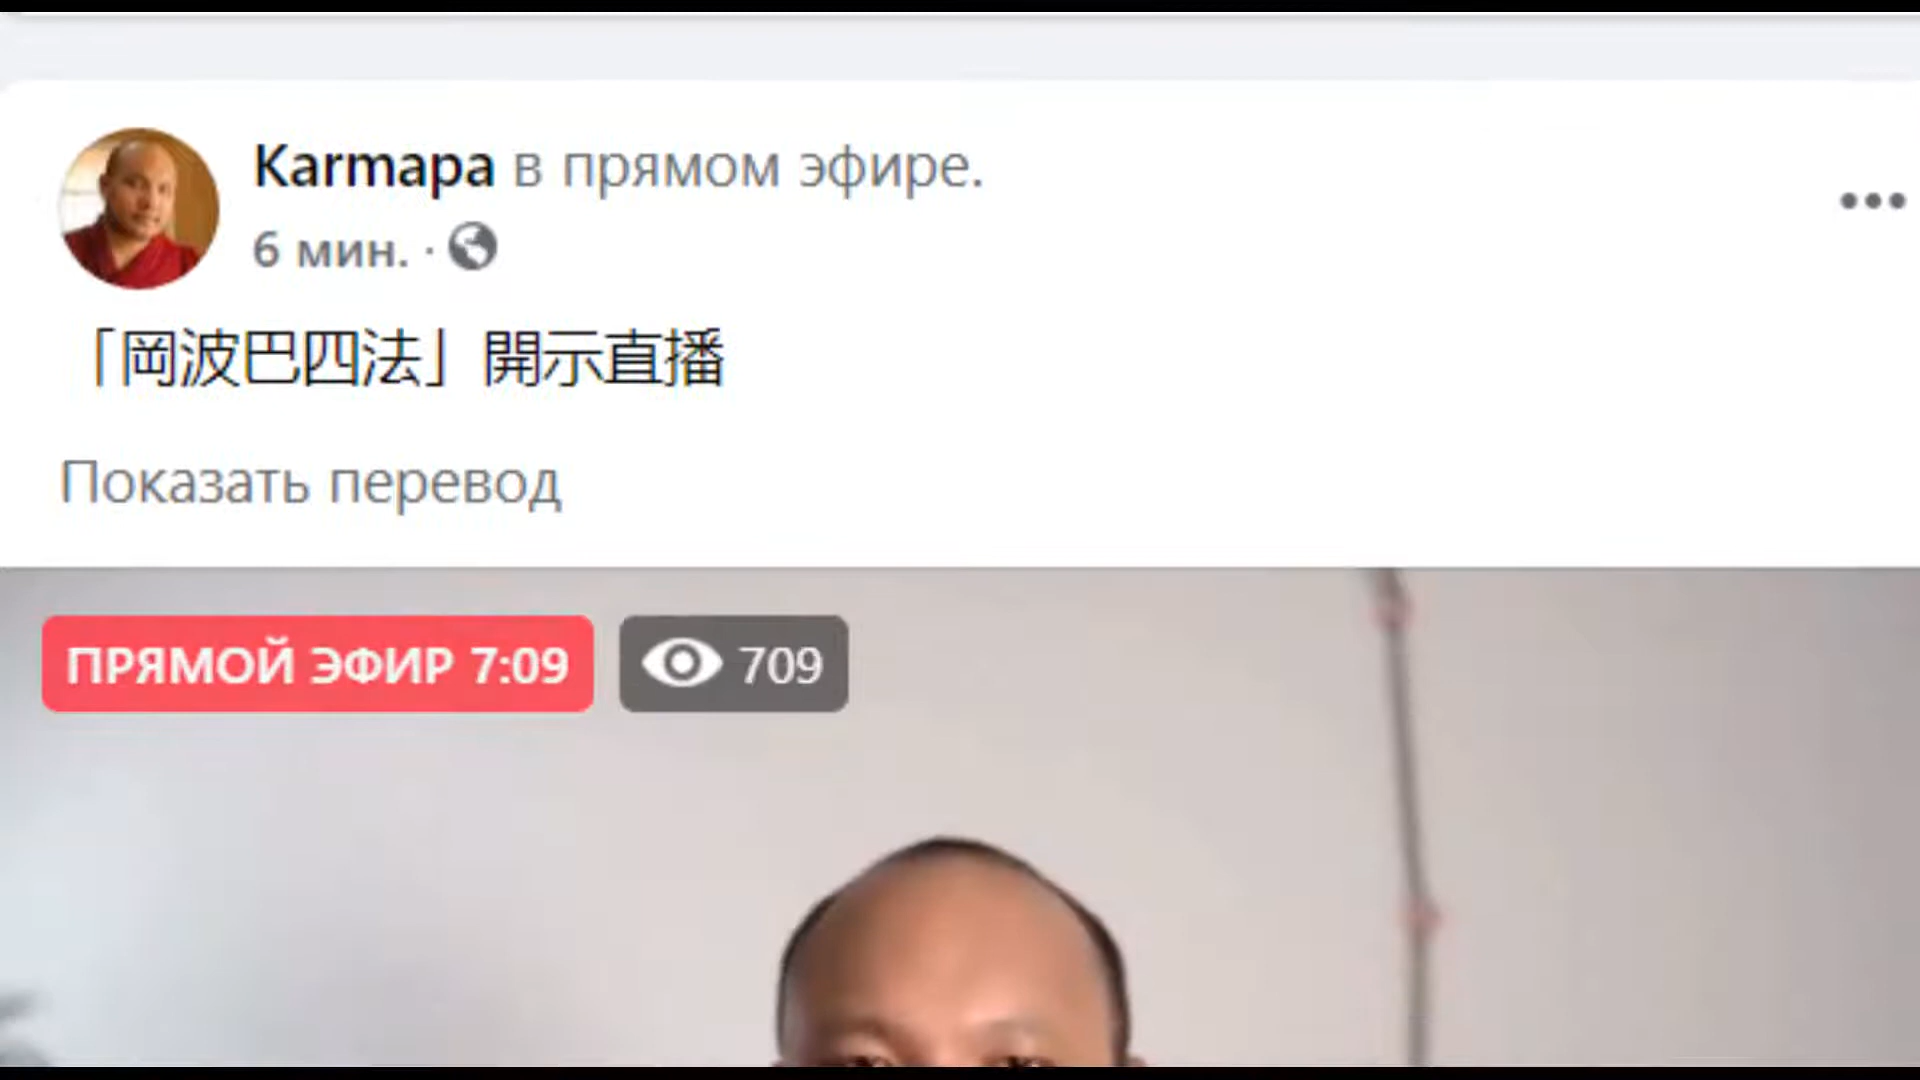 Karmapa в прямом эфире.
6 мин. ·
「岡波巴四法」開示直播
Показать перевод
ПРЯМОЙ ЭФИР 7:09
709